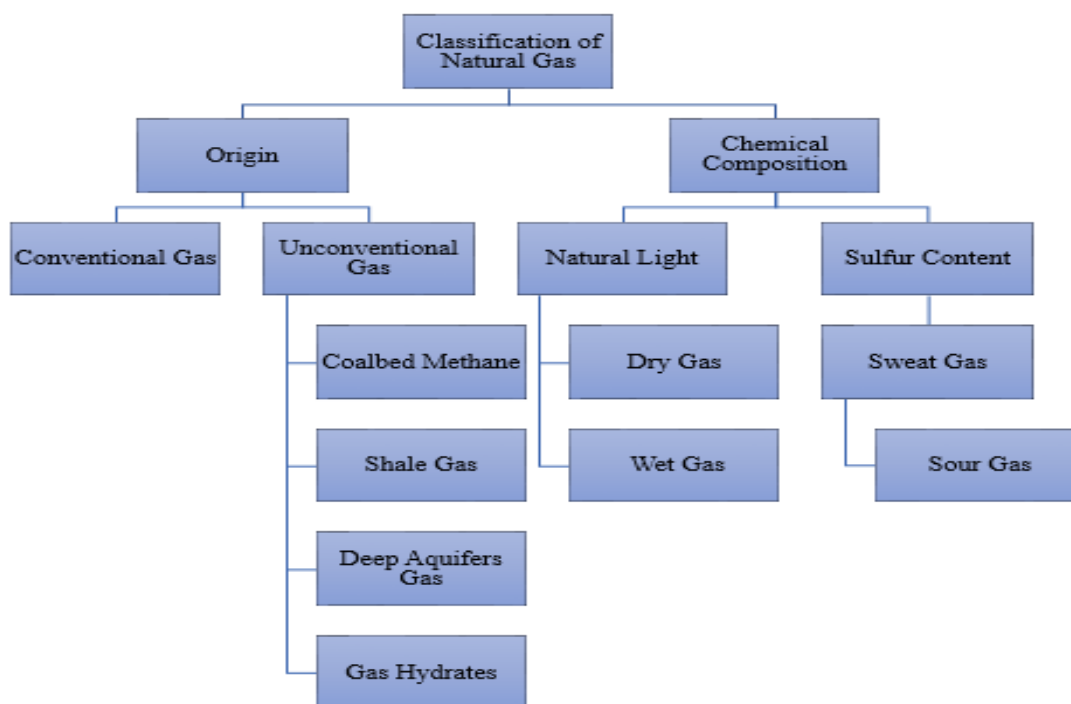 Classification of
Natural Gas
Origin
Chemical
Composition
Conventional Gas
Unconventional
Gas
Natural Light
Sulfur Content
Coalbed Methane
Dry Gas
Sweat Gas
Shale Gas
Wet Gas
Sour Gas
Deep Aquifers
Gas
Gas Hydrates